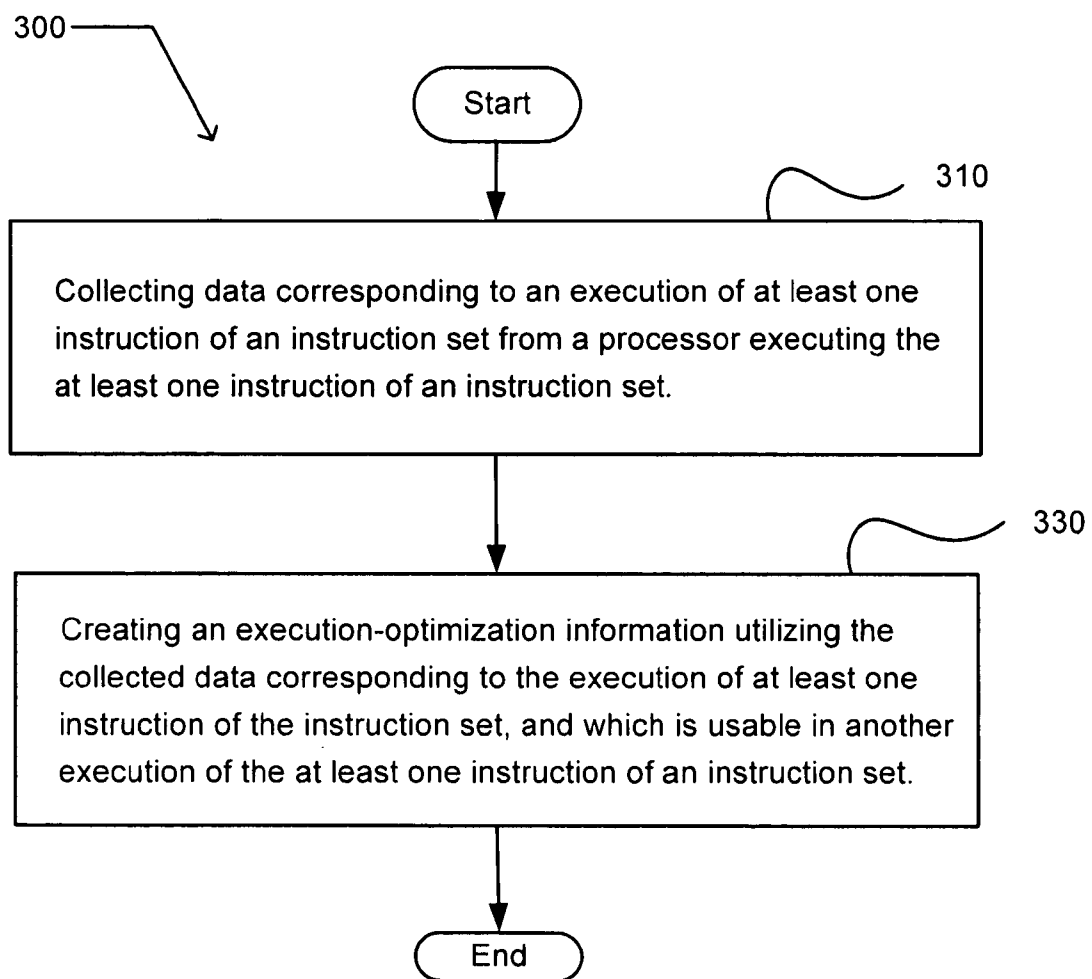 300
Start
310
Collecting data corresponding to an execution of at least one
instruction of an instruction set from a processor executing the
at least one instruction of an instruction set.
330
Creating an execution-optimization information utilizing the
collected data corresponding to the execution of at least one
instruction of the instruction set, and which is usable in another
execution of the at least one instruction of an instruction set.
End